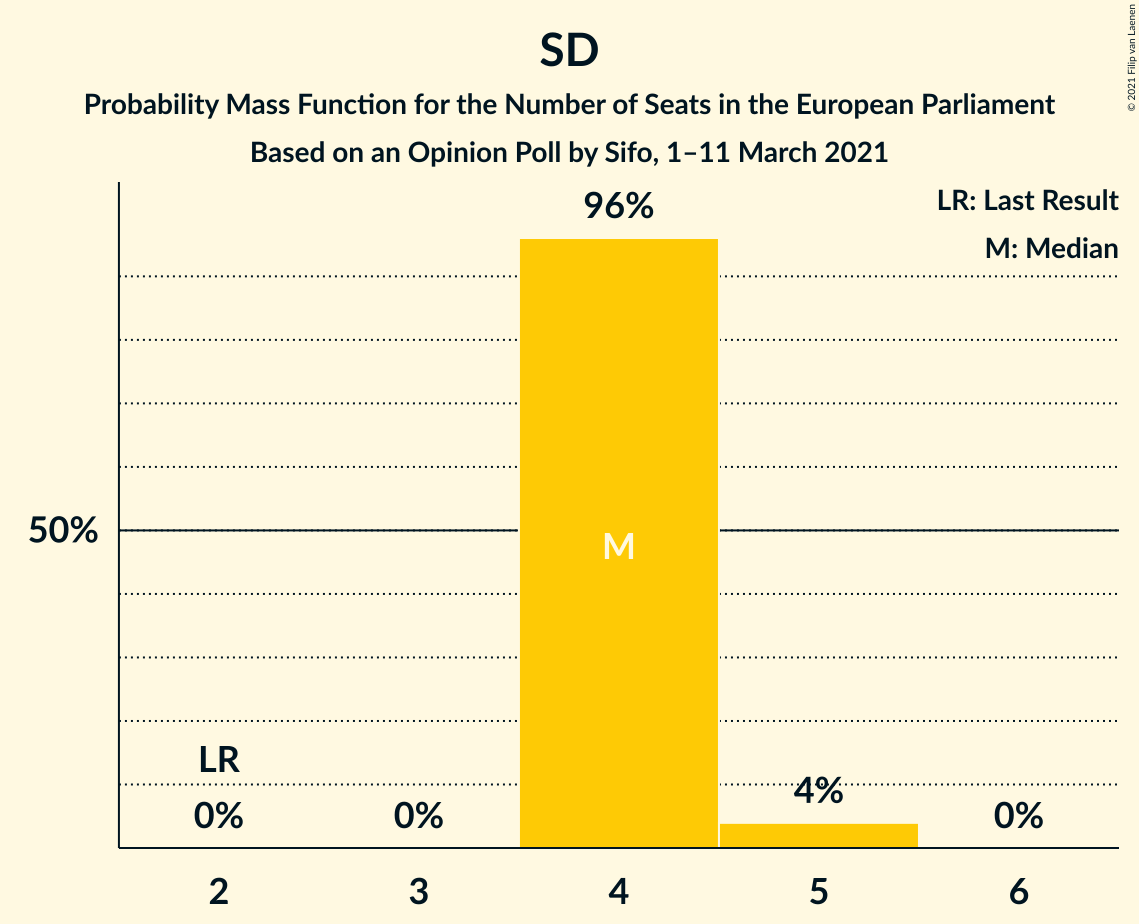 SD
Probability Mass Function for the Number of Seats in the European Parliament
Based on an Opinion Poll by Sifo, 1–11 March 2021
© 2021 Filip van Laenen
LR: Last Result
M: Median
96%
50%
M
LR
0%
0%
4%
0%
2
3
4
5
6